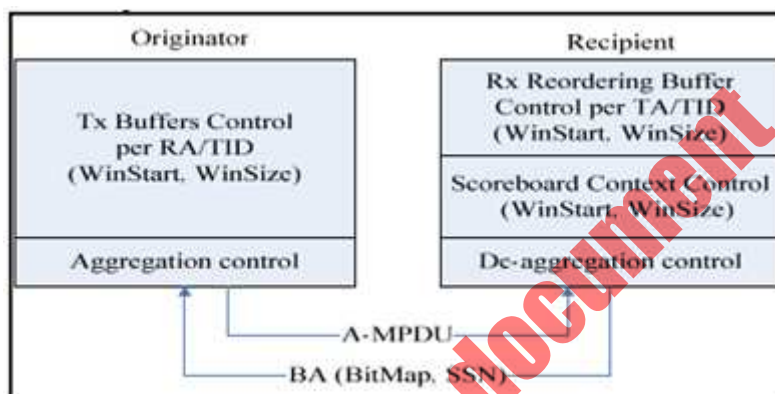 Originator
Tx Buffers Control
per RA/TID
(WinStart, WinSize)
Aggregation control
Recipient
Rx Reordering Buffer
Control per TA/TID
(WinStart, WinSize)
Scoreboard Context Control
(WinStart, WinSize)
De-aggregation control
A-MPDU
BA (BitMap, SSN)
document